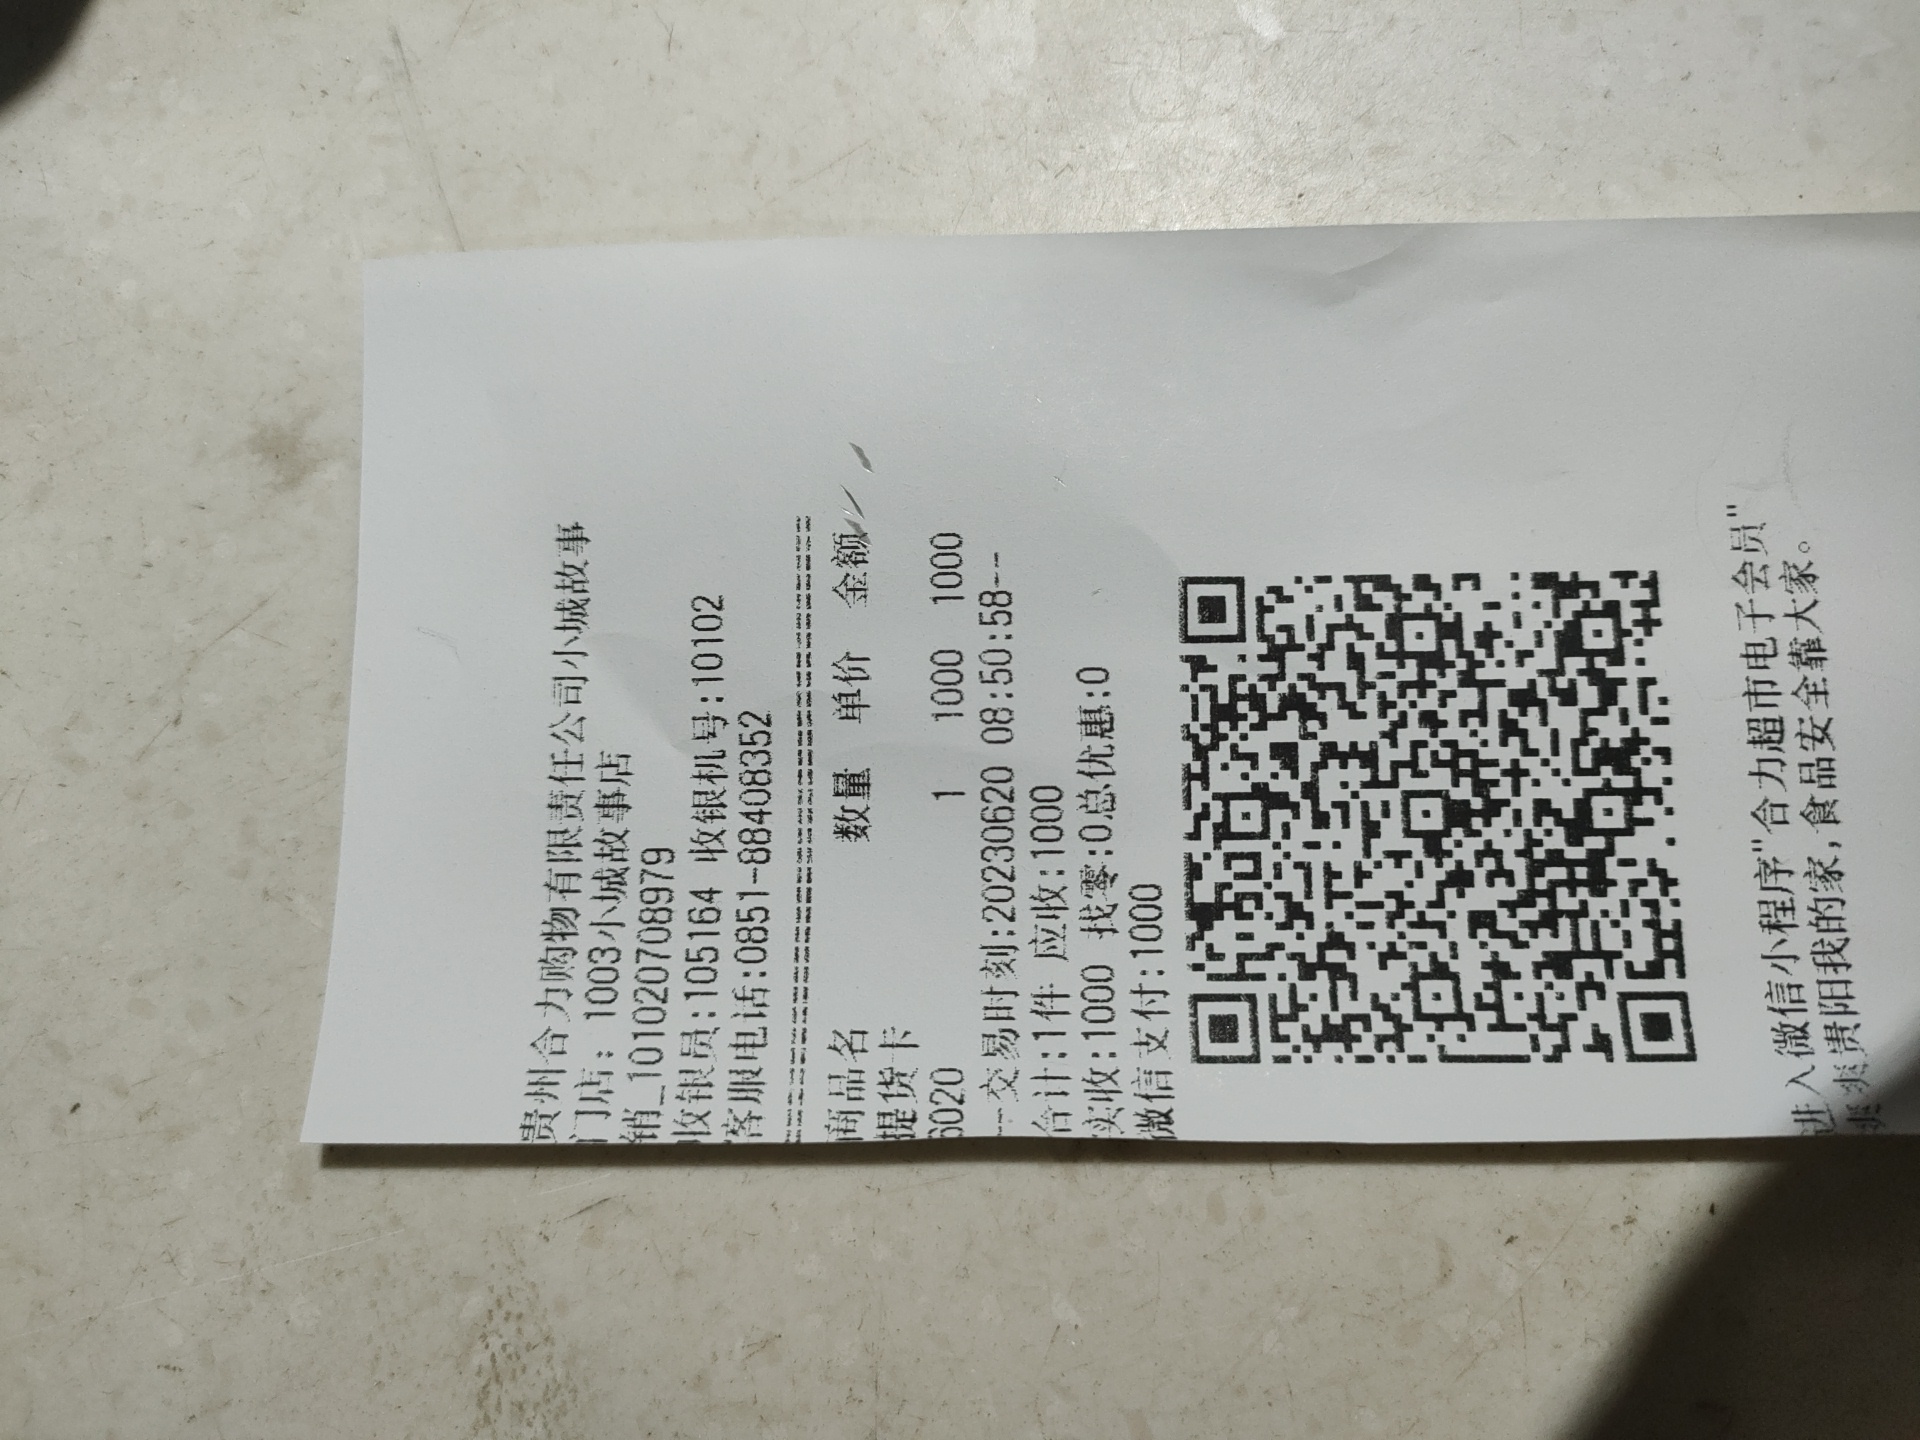 贵州合力购物有限责任公司小城故事
门店：1003小城故事店
销_1010207708979
收银员:105164 收银机号:10102
客服电话:0851-88408352
商品名 数量 单价 金额
提货卡
6020 1 1000 1000
--交易时刻:20230620 08:50:58--
合计:1件 应收:1000
实收:1000 找零:0总优惠:0
微信支付:1000
进入微信小程序"合力超市电子会员"
爽爽贵阳我的家,食品安全靠大家。